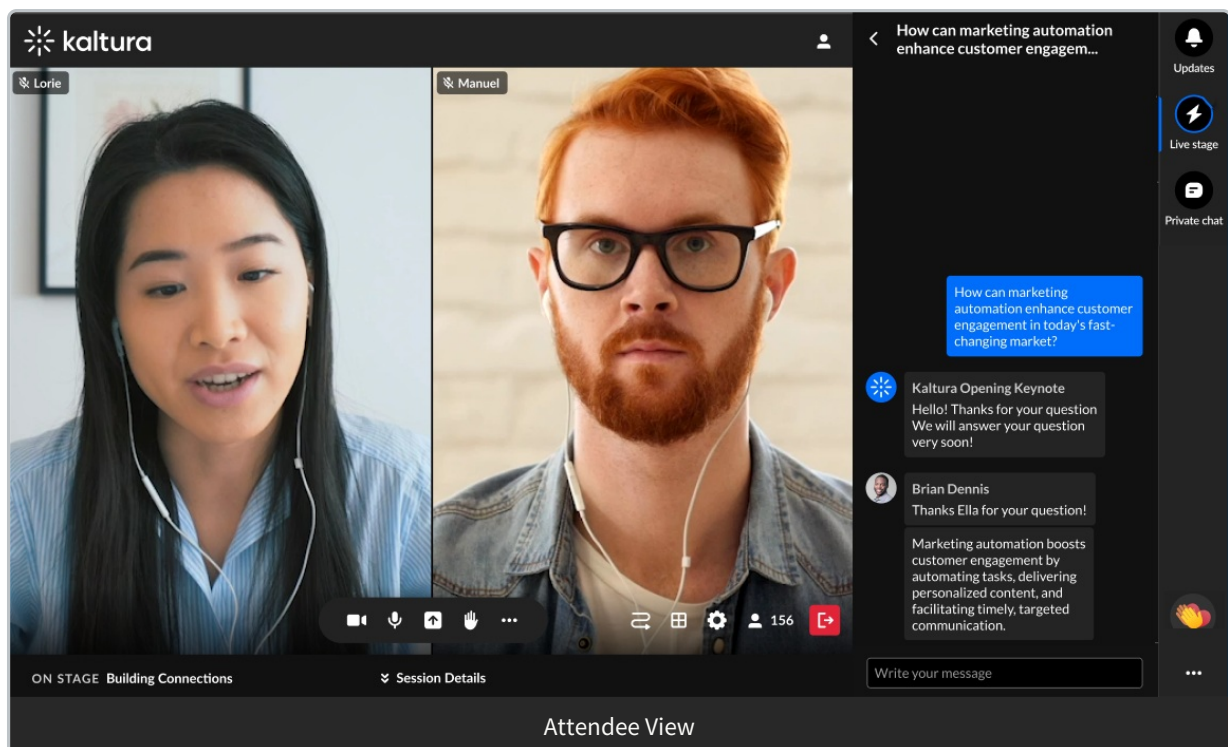 kaltura
Lorie
Manuel
156
ON STAGE Building Connections
Session Details
How can marketing automation
enhance customer engagem...
How can marketing
automation enhance customer
engagement in today's fast-
changing market?
Kaltura Opening Keynote
Hello! Thanks for your question
We will answer your question
very soon!
Brian Dennis
Thanks Ella for your question!
Marketing automation boosts
customer engagement by
automating tasks, delivering
personalized content, and
facilitating timely, targeted
communication.
Write your message
Updates
Live stage
Private chat
Attendee View